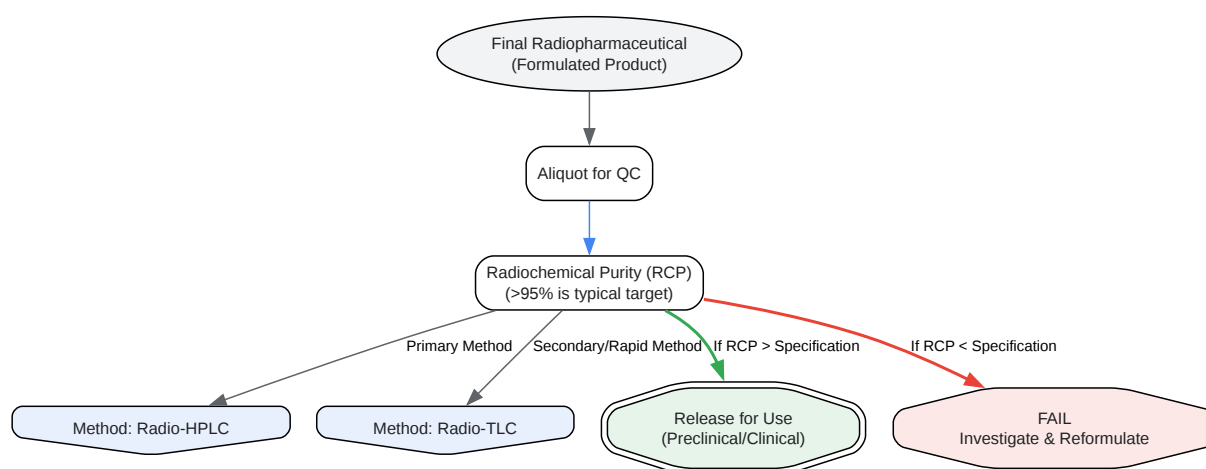 Final Radiopharmaceutical
(Formulated Product)
Aliquot for QC
Radiochemical Purity (RCP)
(>95% is typical target)
Primary Method
Secondary/Rapid Method
If RCP > Specification
If RCP < Specification
Method: Radio-HPLC
Method: Radio-TLC
Release for Use
(Preclinical/Clinical)
FAIL
Investigate & Reformulate